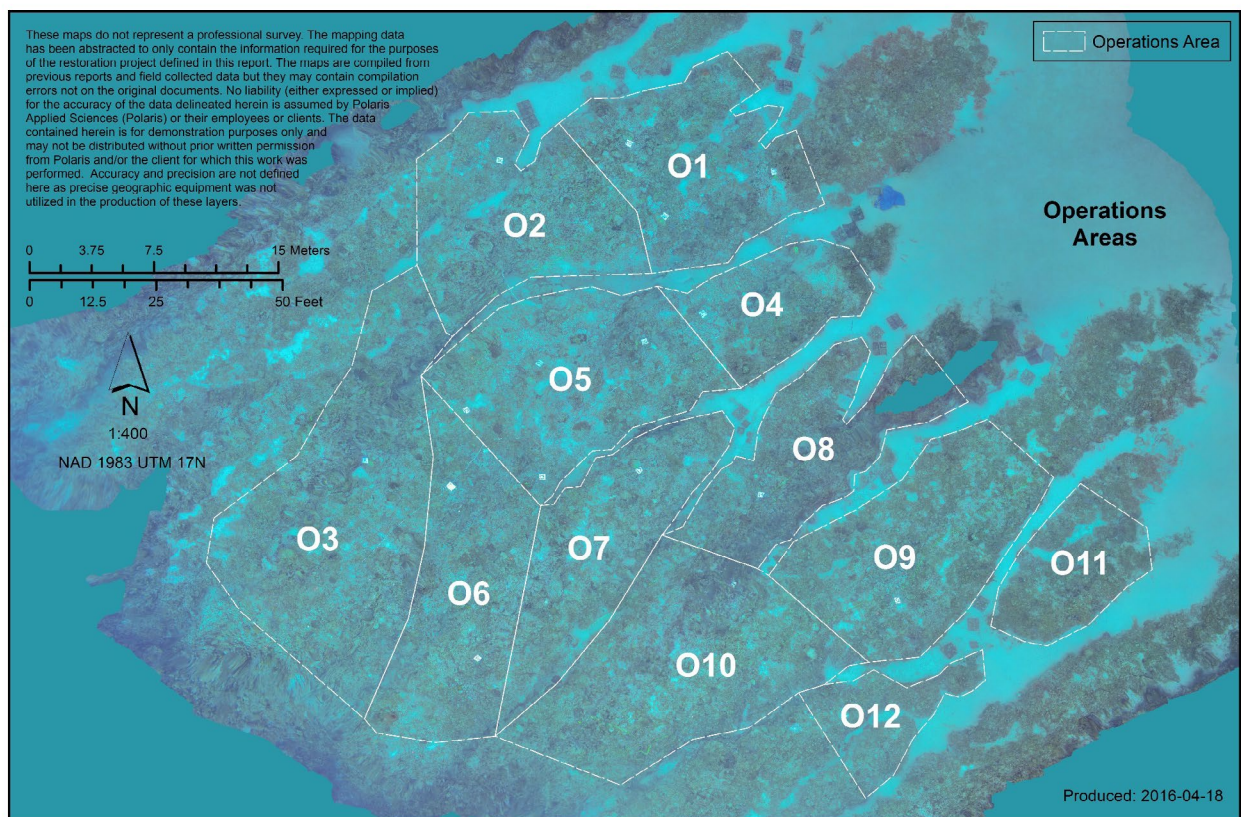 These maps do not represent a professional survey. The mapping data
has been abstracted to only contain the information required for the purposes
of the restoration project defined in this report. The maps are compiled from
previous reports and field collected data but they may contain compilation
errors not on the original documents. No liability (either expressed or implied)
for the accuracy of the data delineated herein is assumed by Polaris
Applied Sciences (Polaris) or their employees or clients. The data
contained herein is for demonstration purposes only and
may not be distributed without prior written permission
from Polaris and/or the client for which this work was
performed. Accuracy and precision are not defined
here as precise geographic equipment was not
utilized in the production of these layers.
Operations Area
Operations
Areas
0 3.75 7.5 15 Meters
0 12.5 25 50 Feet
N
1:400
NAD 1983 UTM 17N
O1
O2
O4
O5
O8
O3
O7
O9
O11
O6
O10
O12
Produced: 2016-04-18